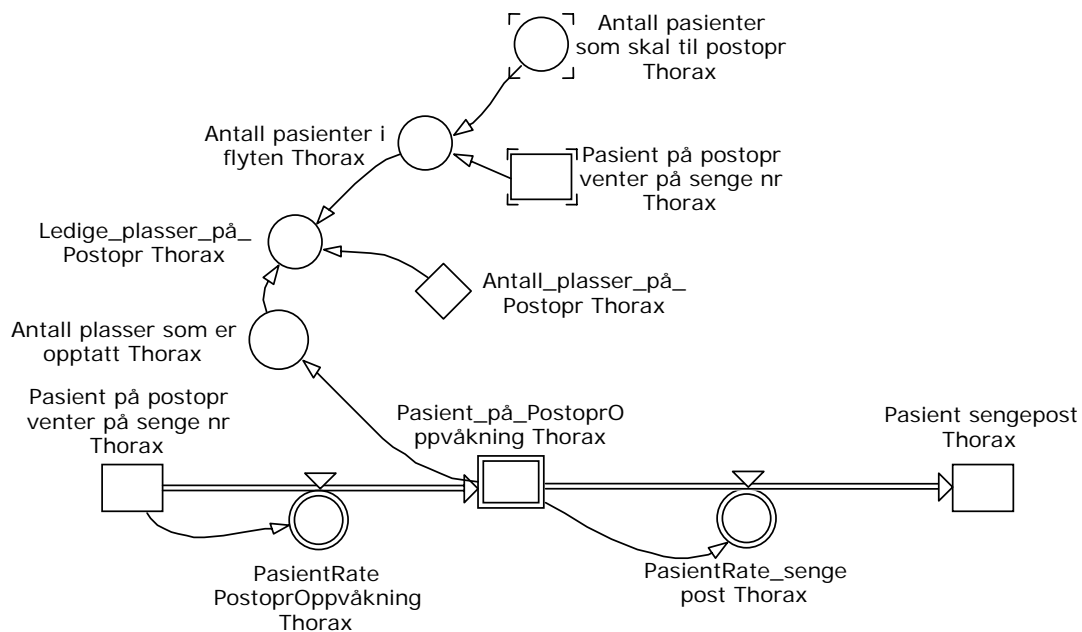 Antall pasienter
som skal til postopr
Thorax
Antall pasienter i
flyten Thorax
Pasient på postopr
venter på senge nr
Thorax
Ledige_plasser_på_
Postopr Thorax
Antall_plasser_på_
Postopr Thorax
Antall plasser som er
opptatt Thorax
Pasient på postopr
venter på senge nr
Thorax
Pasient_på_PostoprO
ppvåkning Thorax
Pasient sengepost
Thorax
PasientRate
PostoprOppvåkning
Thorax
PasientRate_senge
post Thorax